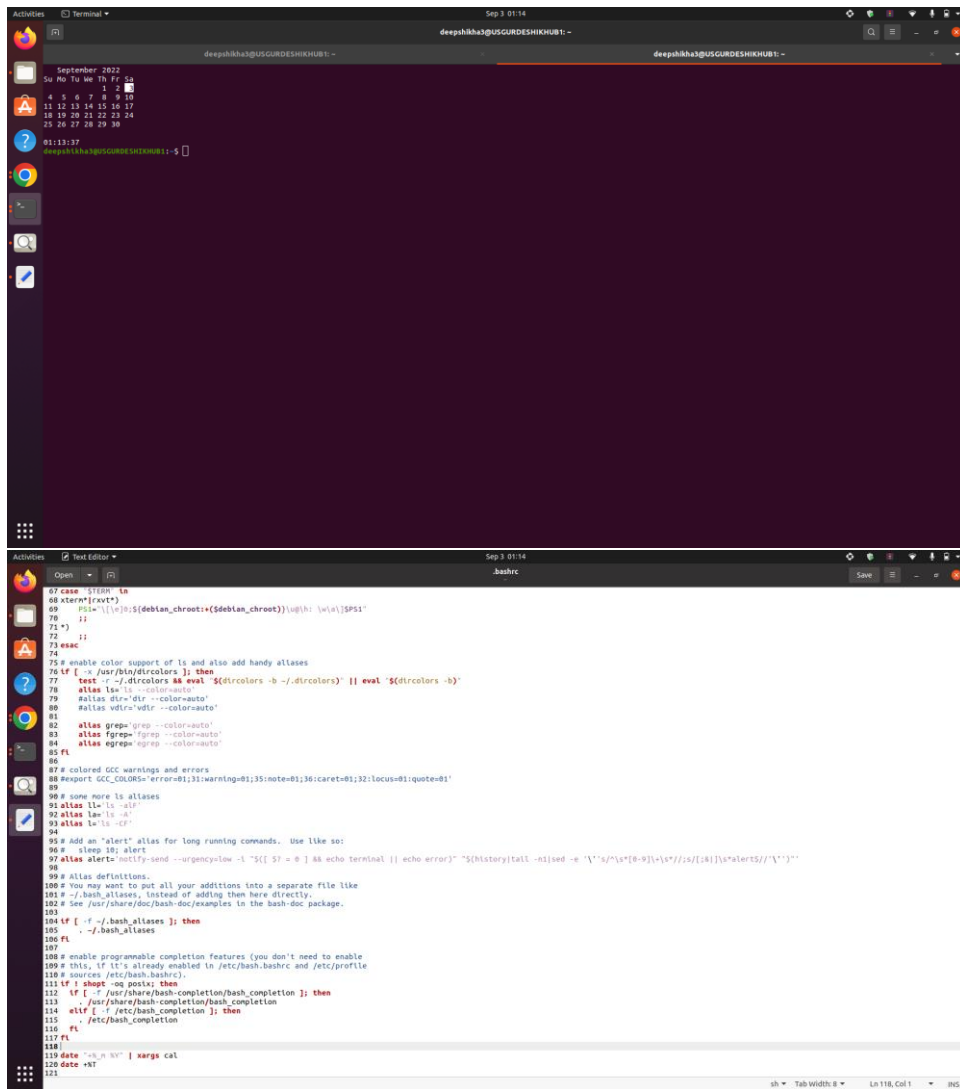 Activities Terminal Sep 3 01:14
deepshikha3@USGURDESHIKHUB1: ~
deepshikha3@USGURDESHIKHUB1: ~ deepshikha3@USGURDESHIKHUB1: ~
September 2022
Su Mo Tu We Th Fr Sa
1 2 3
4 5 6 7 8 9 10
11 12 13 14 15 16 17
18 19 20 21 22 23 24
25 26 27 28 29 30
01:13:37
deepshikha3@USGURDESHIKHUB1:~$
Activities Text Editor Sep 3 01:14
Open .bashrc Save
67 case "$TERM" in
68 xterm*|rxvt*)
69 PS1="\[\e]0;${debian_chroot:+($debian_chroot)}\u@\h: \w\a\]$PS1"
70 ;;
71 *)
72 ;;
73 esac
74
75 # enable color support of ls and also add handy aliases
76 if [ -x /usr/bin/dircolors ]; then
77 test -r ~/.dircolors && eval "$(dircolors -b ~/.dircolors)" || eval "$(dircolors -b)"
78 alias ls='ls --color=auto'
79 #alias dir='dir --color=auto'
80 #alias vdir='vdir --color=auto'
81
82 alias grep='grep --color=auto'
83 alias fgrep='fgrep --color=auto'
84 alias egrep='egrep --color=auto'
85 fi
86
87 # colored GCC warnings and errors
88 #export GCC_COLORS='error=01;31:warning=01;35:note=01;36:caret=01;32:locus=01:quote=01'
89
90 # some more ls aliases
91 alias ll='ls -alF'
92 alias la='ls -A'
93 alias l='ls -CF'
94
95 # Add an "alert" alias for long running commands. Use like so:
96 # sleep 10; alert
97 alias alert='notify-send --urgency=low -i "$([ $? = 0 ] && echo terminal || echo error)" "$(history|tail -n1|sed -e '\''s/^\s*[0-9]\+\s*//;s/[;&|]\s*alert$//'\'')"'
98
99 # Alias definitions.
100 # You may want to put all your additions into a separate file like
101 # ~/.bash_aliases, instead of adding them here directly.
102 # See /usr/share/doc/bash-doc/examples in the bash-doc package.
103
104 if [ -f ~/.bash_aliases ]; then
105 . ~/.bash_aliases
106 fi
107
108 # enable programmable completion features (you don't need to enable
109 # this, if it's already enabled in /etc/bash.bashrc and /etc/profile
110 # sources /etc/bash.bashrc).
111 if ! shopt -oq posix; then
112 if [ -f /usr/share/bash-completion/bash_completion ]; then
113 . /usr/share/bash-completion/bash_completion
114 elif [ -f /etc/bash_completion ]; then
115 . /etc/bash_completion
116 fi
117 fi
118
119 date "+%_m %Y" | xargs cal
120 date +%T
121
sh Tab Width: 8 Ln 118, Col 1 INS